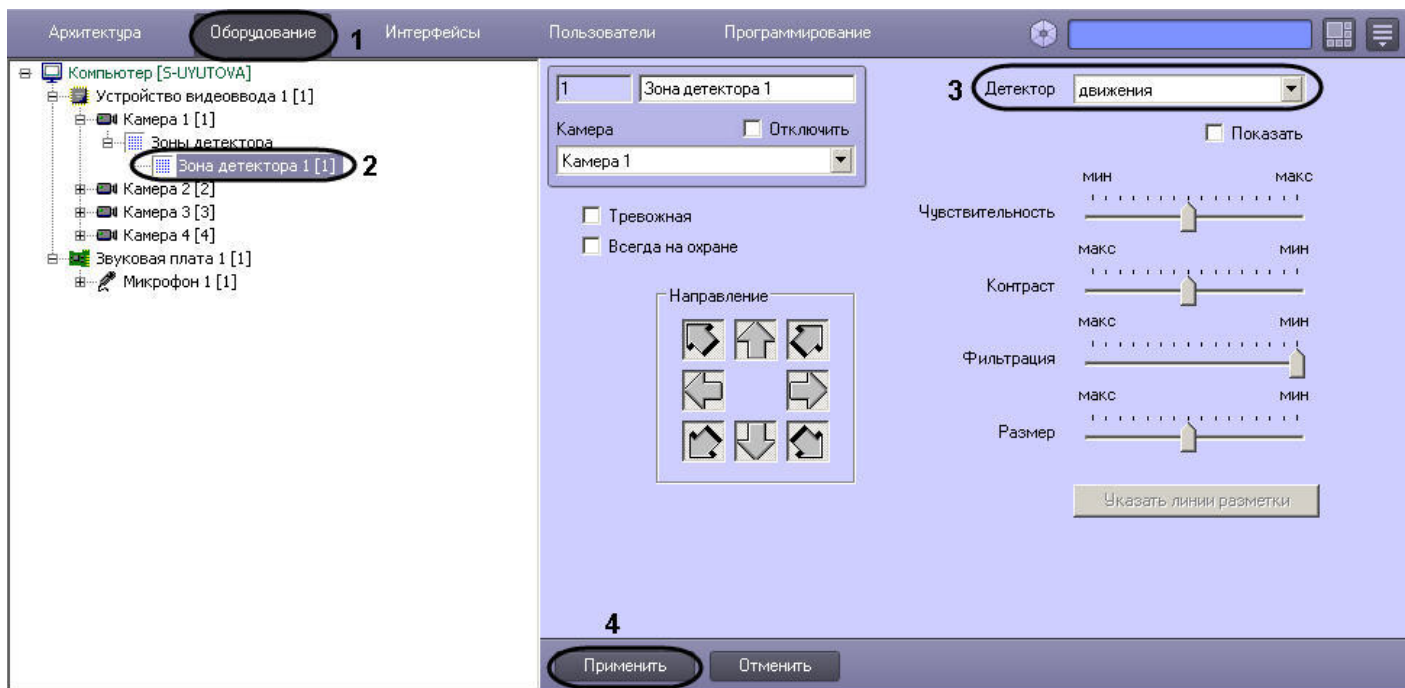 Архитектура Оборудование 1 Интерфейсы Пользователи Программирование
Компьютер [S-UYUTOVA]
Устройство видеоввода 1 [1]
Камера 1 [1]
Зоны детектора
Зона детектора 1 [1] 2
Камера 2 [2]
Камера 3 [3]
Камера 4 [4]
Звуковая плата 1 [1]
Микрофон 1 [1]
1 Зона детектора 1
Камера Отключить
Камера 1
Тревожная
Всегда на охране
Направление
3 Детектор движения
Показать
мин макс
Чувствительность
макс мин
Контраст
макс мин
Фильтрация
макс мин
Размер
Указать линии разметки
4
Применить Отменить